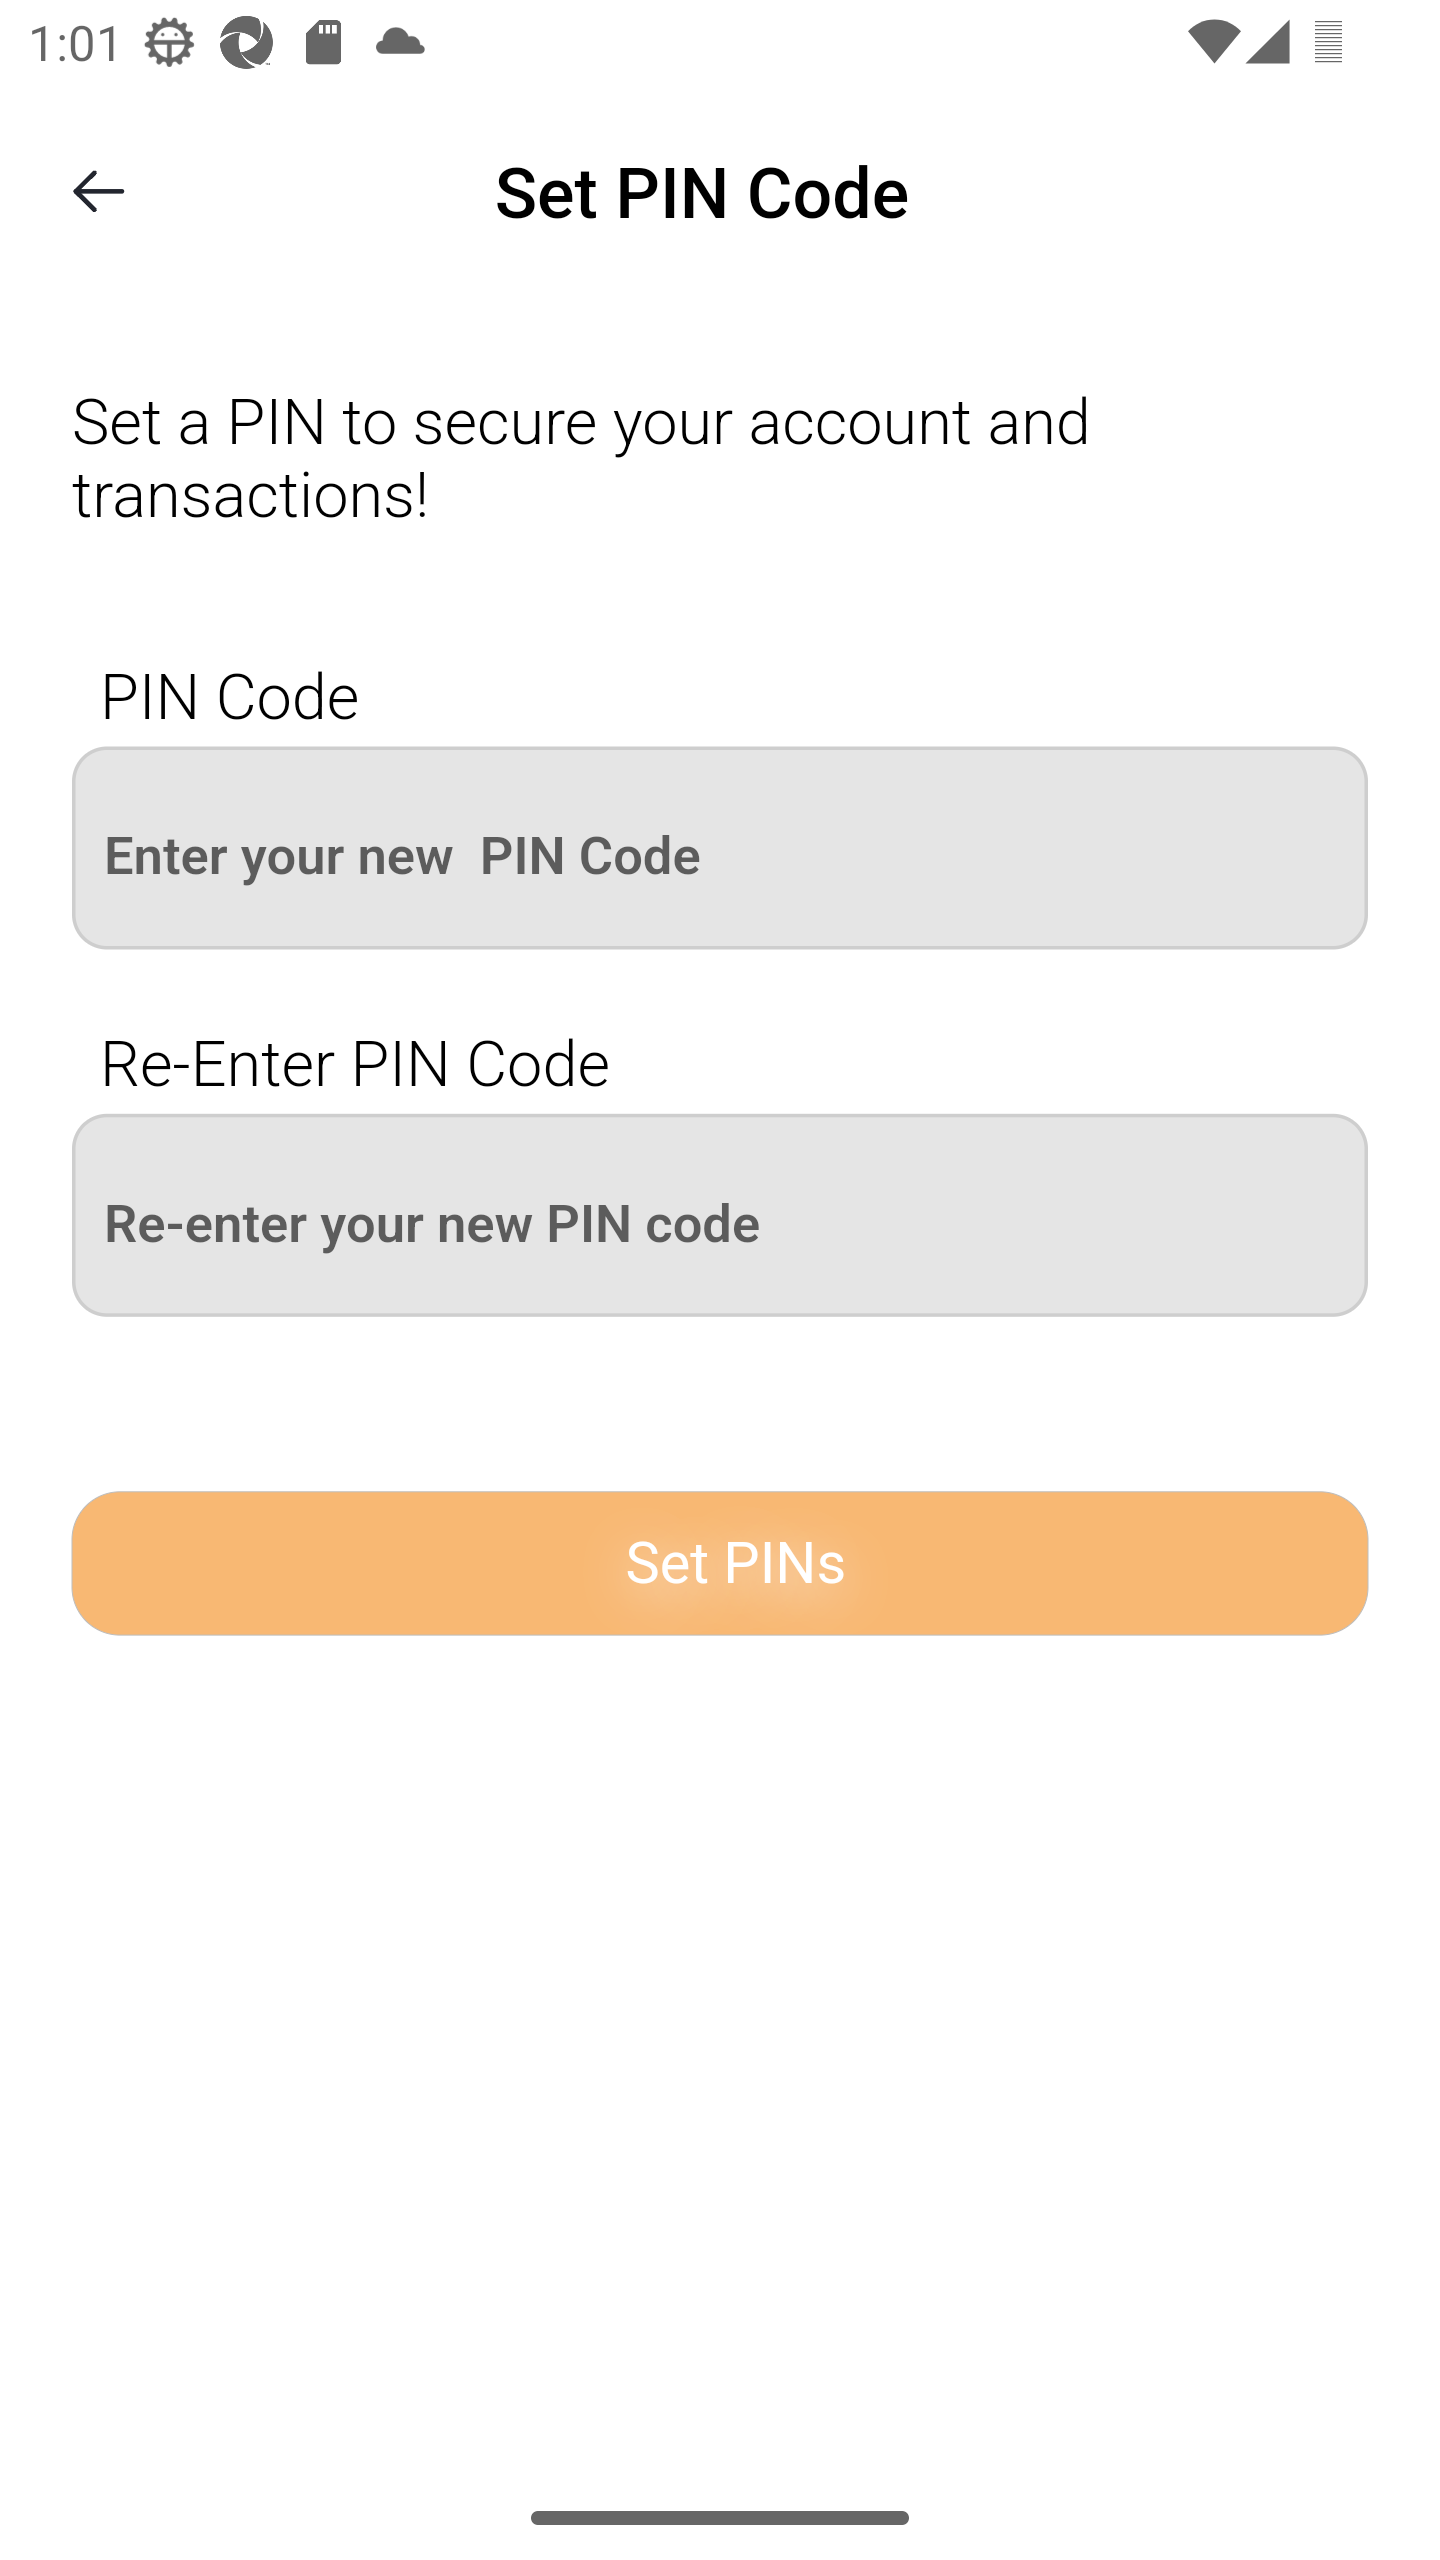 1:01
Set PIN Code
Set a PIN to secure your account and
transactions!
PIN Code
Enter your new  PIN Code
Re-Enter PIN Code
Re-enter your new PIN code
Set PINs